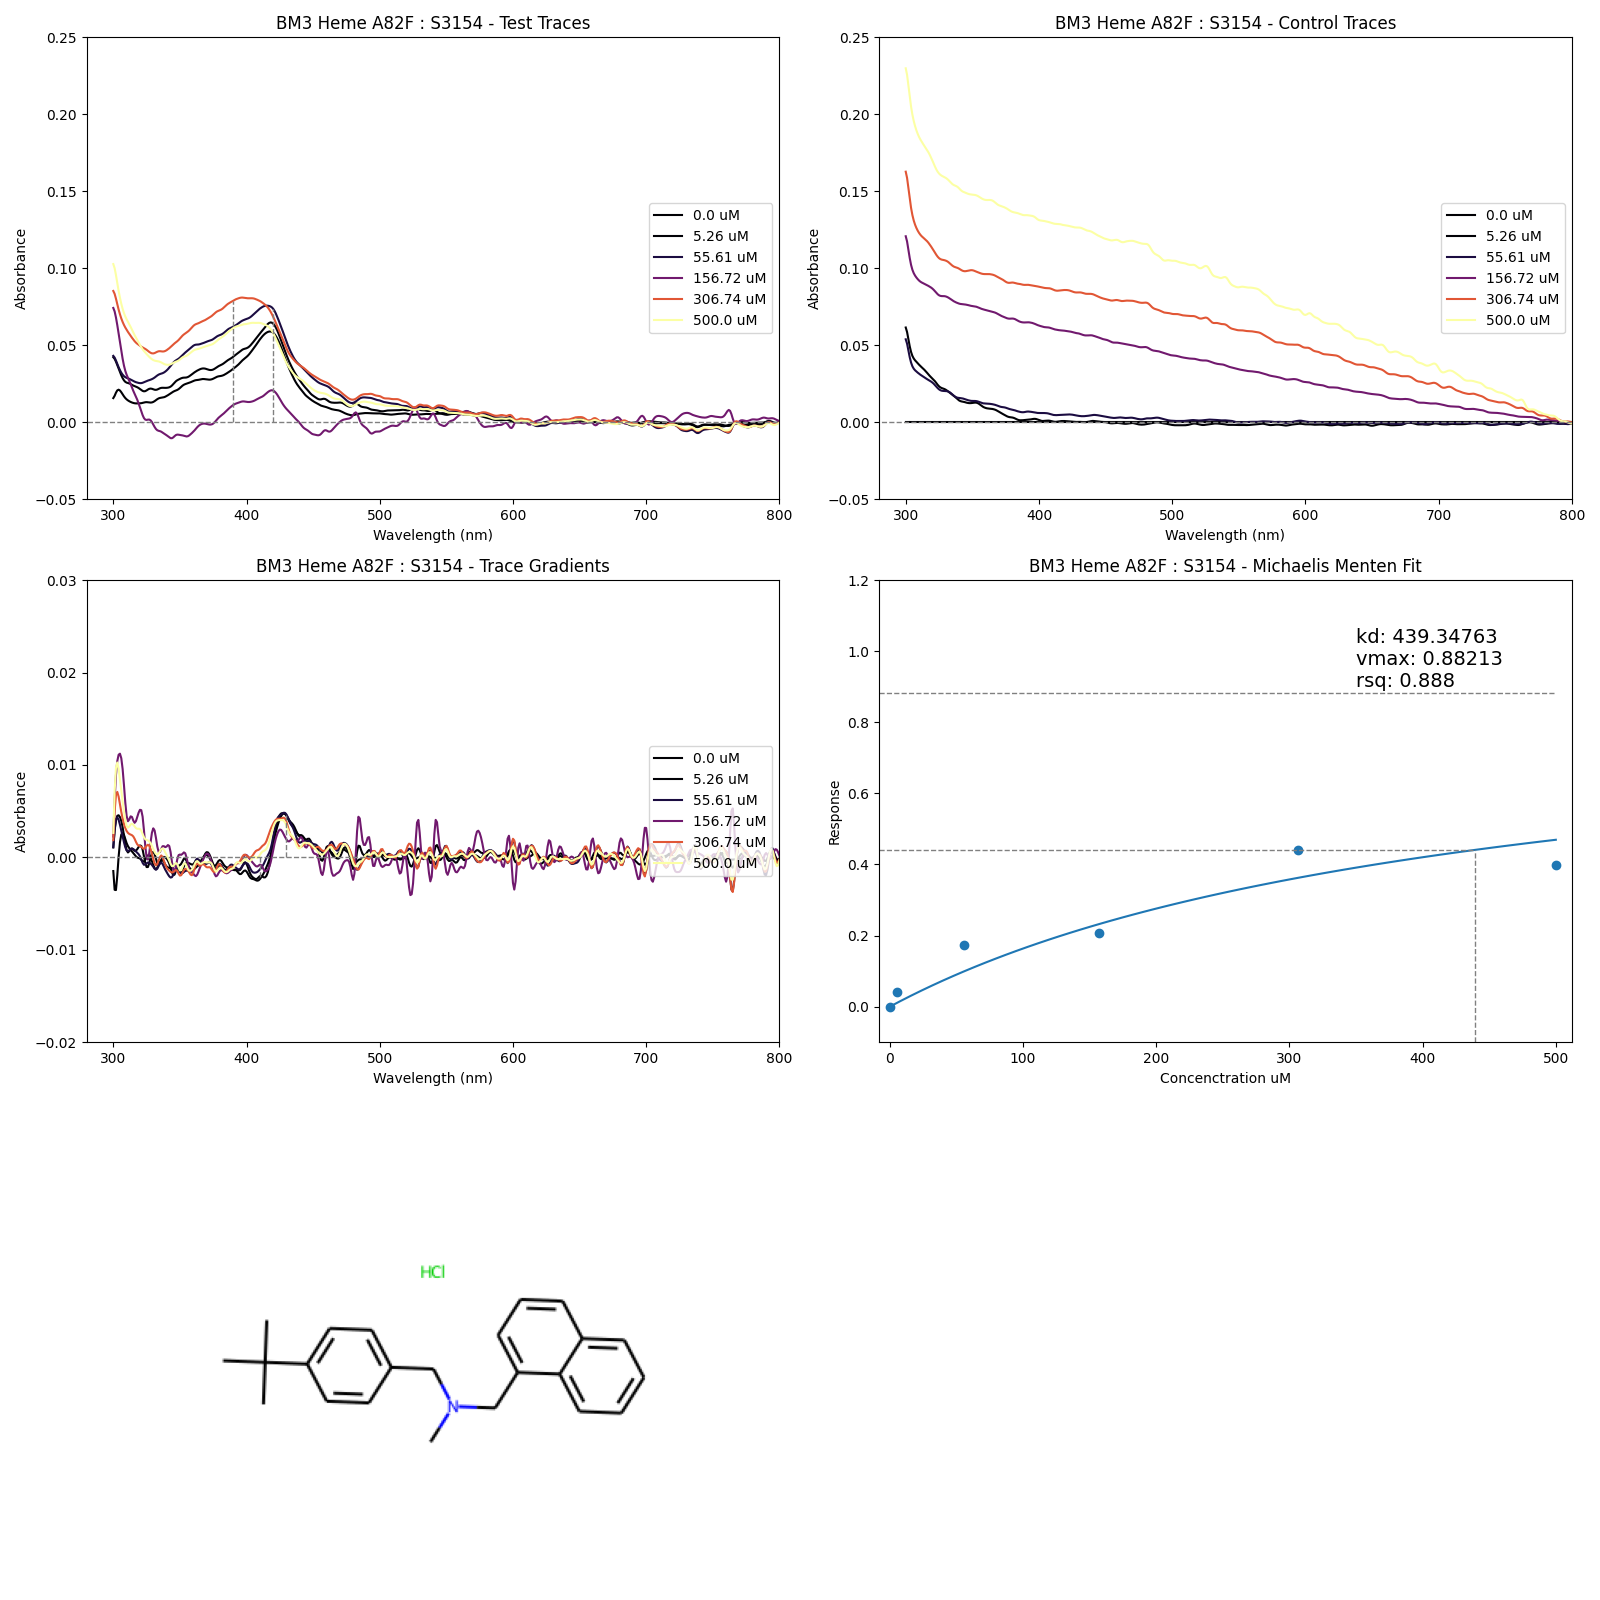 BM3 Heme A82F : S3154 - Test Traces
0.25
0.20
0.15
0.10
0.05
0.00
−0.05
Absorbance
300 400 500 600 700 800
Wavelength (nm)
0.0 uM
5.26 uM
55.61 uM
156.72 uM
306.74 uM
500.0 uM
BM3 Heme A82F : S3154 - Control Traces
0.25
0.20
0.15
0.10
0.05
0.00
−0.05
Absorbance
300 400 500 600 700 800
Wavelength (nm)
0.0 uM
5.26 uM
55.61 uM
156.72 uM
306.74 uM
500.0 uM
BM3 Heme A82F : S3154 - Trace Gradients
0.03
0.02
0.01
0.00
−0.01
−0.02
Absorbance
300 400 500 600 700 800
Wavelength (nm)
0.0 uM
5.26 uM
55.61 uM
156.72 uM
306.74 uM
500.0 uM
BM3 Heme A82F : S3154 - Michaelis Menten Fit
1.2
1.0
0.8
0.6
0.4
0.2
0.0
Response
kd: 439.34763
vmax: 0.88213
rsq: 0.888
0 100 200 300 400 500
Concenctration uM
HCl
N